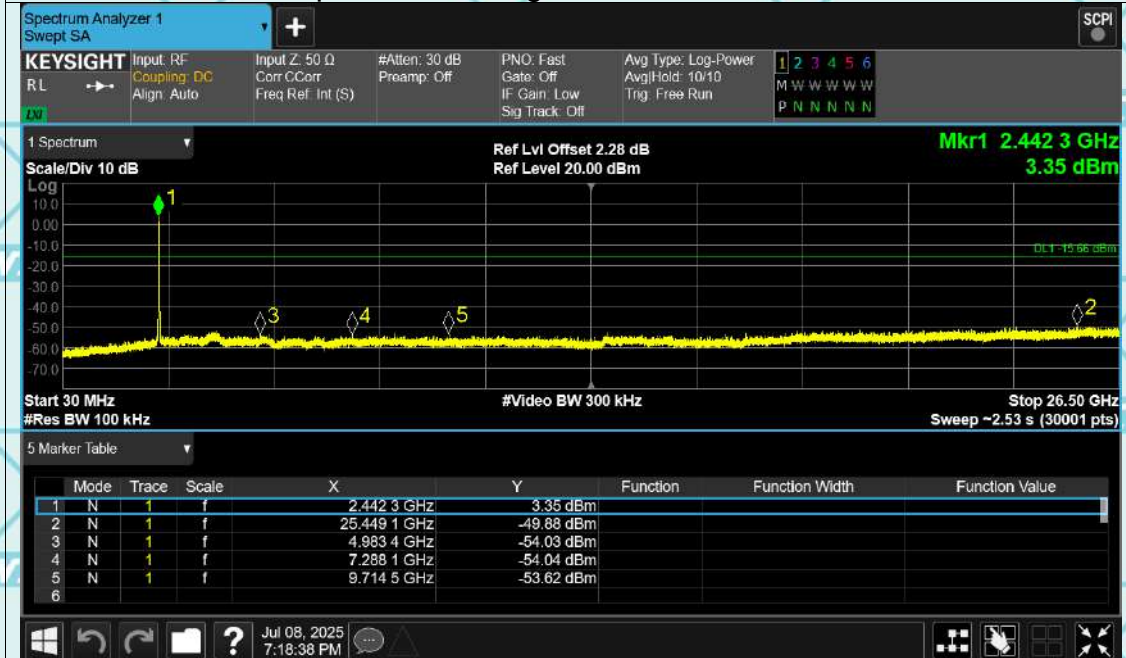 Spectrum Analyzer 1
Swept SA
+
SCPI
KEYSIGHT
RL
LXI
Input: RF
Coupling: DC
Align: Auto
Input Z: 50 Ω
Corr CCorr
Freq Ref: Int (S)
#Atten: 30 dB
Preamp: Off
PNO: Fast
Gate: Off
IF Gain: Low
Sig Track: Off
Avg Type: Log-Power
Avg|Hold: 10/10
Trig: Free Run
1 2 3 4 5 6
M W W W W W
P N N N N N
1 Spectrum
Scale/Div 10 dB
Ref Lvl Offset 2.28 dB
Ref Level 20.00 dBm
Mkr1 2.442 3 GHz
3.35 dBm
Log
10.0
0.00
-10.0
-20.0
-30.0
-40.0
-50.0
-60.0
-70.0
1
DL1 -15.66 dBm
3
4
5
2
Start 30 MHz
#Res BW 100 kHz
#Video BW 300 kHz
Stop 26.50 GHz
Sweep ~2.53 s (30001 pts)
5 Marker Table
Mode Trace Scale X Y Function Function Width Function Value
1 N 1 f 2.442 3 GHz 3.35 dBm
2 N 1 f 25.449 1 GHz -49.88 dBm
3 N 1 f 4.983 4 GHz -54.03 dBm
4 N 1 f 7.288 1 GHz -54.04 dBm
5 N 1 f 9.714 5 GHz -53.62 dBm
6
?
Jul 08, 2025
7:18:38 PM